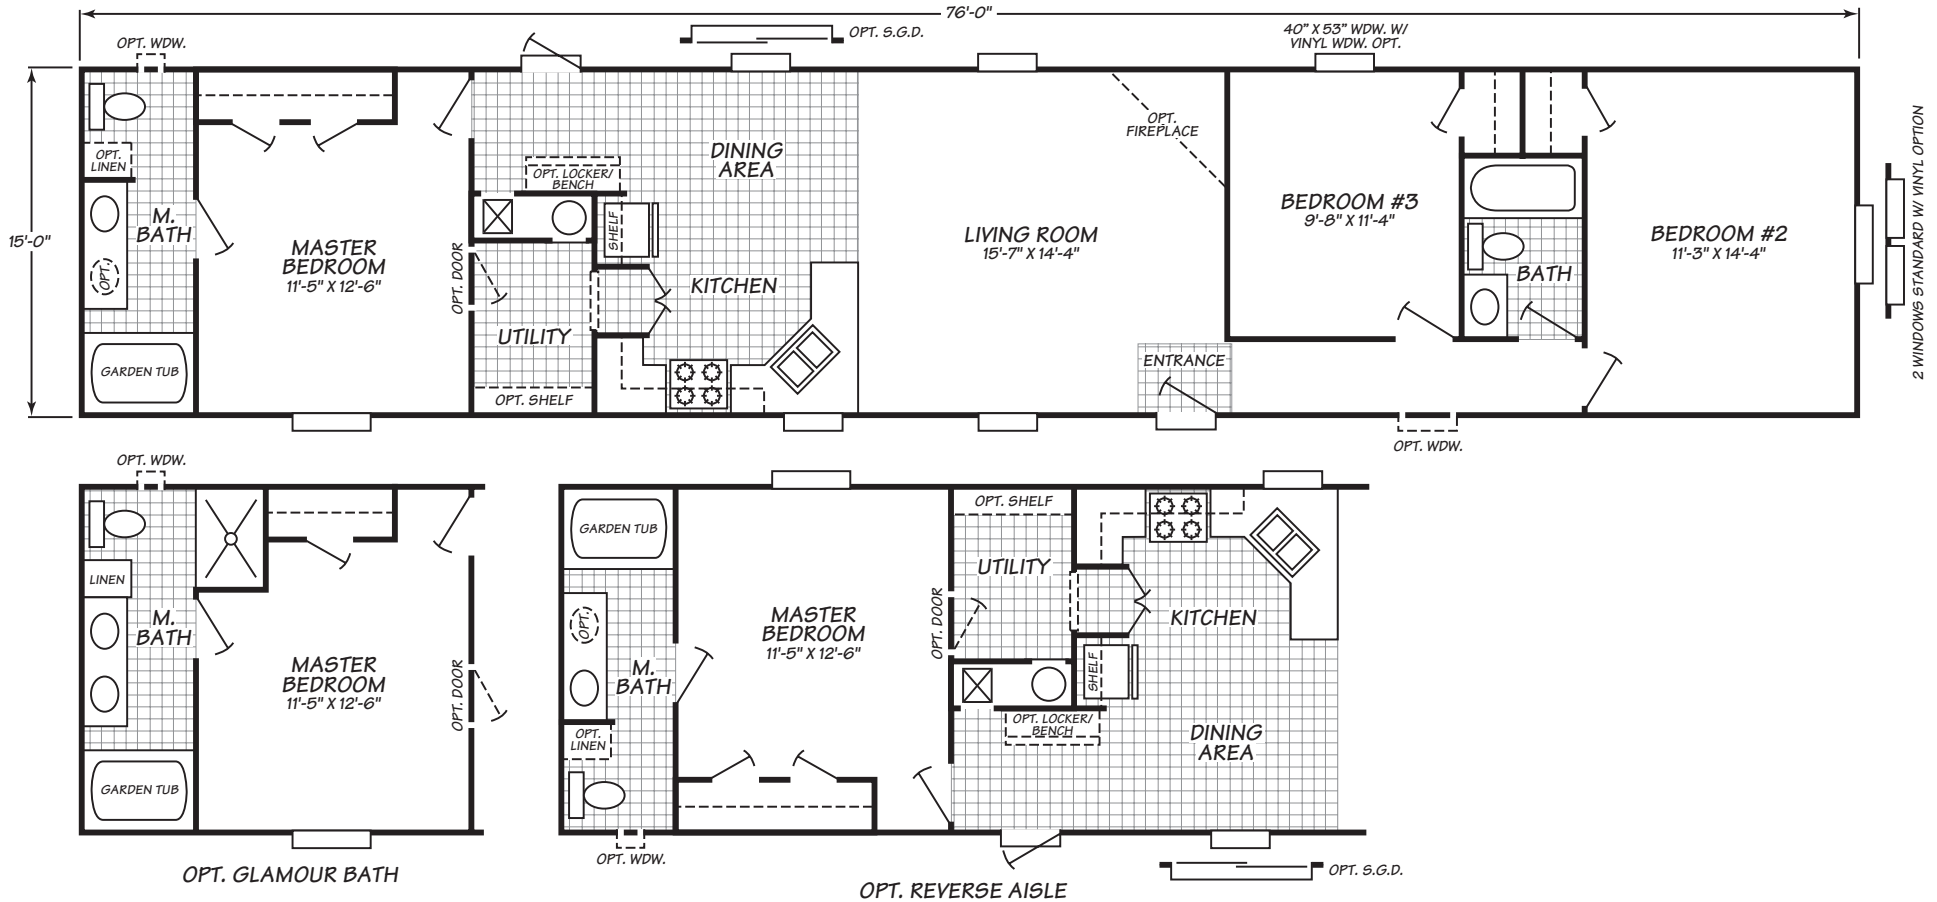 76'-0"
OPT. WDW.
OPT. S.G.D.
40" X 53" WDW. W/
VINYL WDW. OPT.
15'-0"
OPT.
LINEN
M.
BATH
OPT.
GARDEN TUB
MASTER
BEDROOM
11'-5" X 12'-6"
OPT. DOOR
OPT. LOCKER/
BENCH
SHELF
UTILITY
OPT. SHELF
DINING
AREA
KITCHEN
LIVING ROOM
15'-7" X 14'-4"
OPT.
FIREPLACE
ENTRANCE
BEDROOM #3
9'-8" X 11'-4"
BATH
BEDROOM #2
11'-3" X 14'-4"
2 WINDOWS STANDARD W/ VINYL OPTION
OPT. WDW.
OPT. WDW.
LINEN
M.
BATH
GARDEN TUB
MASTER
BEDROOM
11'-5" X 12'-6"
OPT. DOOR
OPT. GLAMOUR BATH
GARDEN TUB
OPT.
M.
BATH
OPT.
LINEN
OPT. WDW.
MASTER
BEDROOM
11'-5" X 12'-6"
OPT. DOOR
OPT. SHELF
UTILITY
SHELF
OPT. LOCKER/
BENCH
KITCHEN
DINING
AREA
OPT. S.G.D.
OPT. REVERSE AISLE